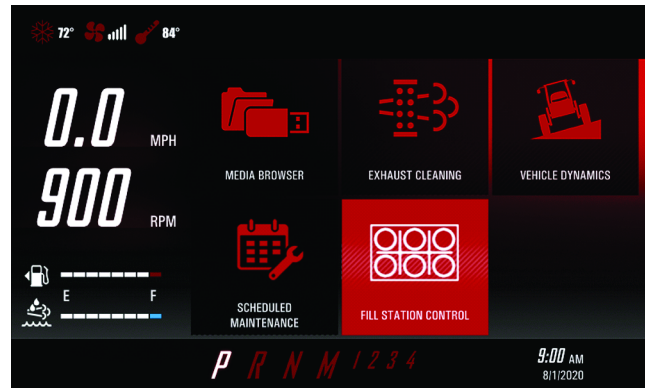 72° 84°
0.0 MPH
900 RPM
E F
MEDIA BROWSER
EXHAUST CLEANING
VEHICLE DYNAMICS
SCHEDULED
MAINTENANCE
FILL STATION CONTROL
P R N M 1 2 3 4
9:00 AM
8/1/2020